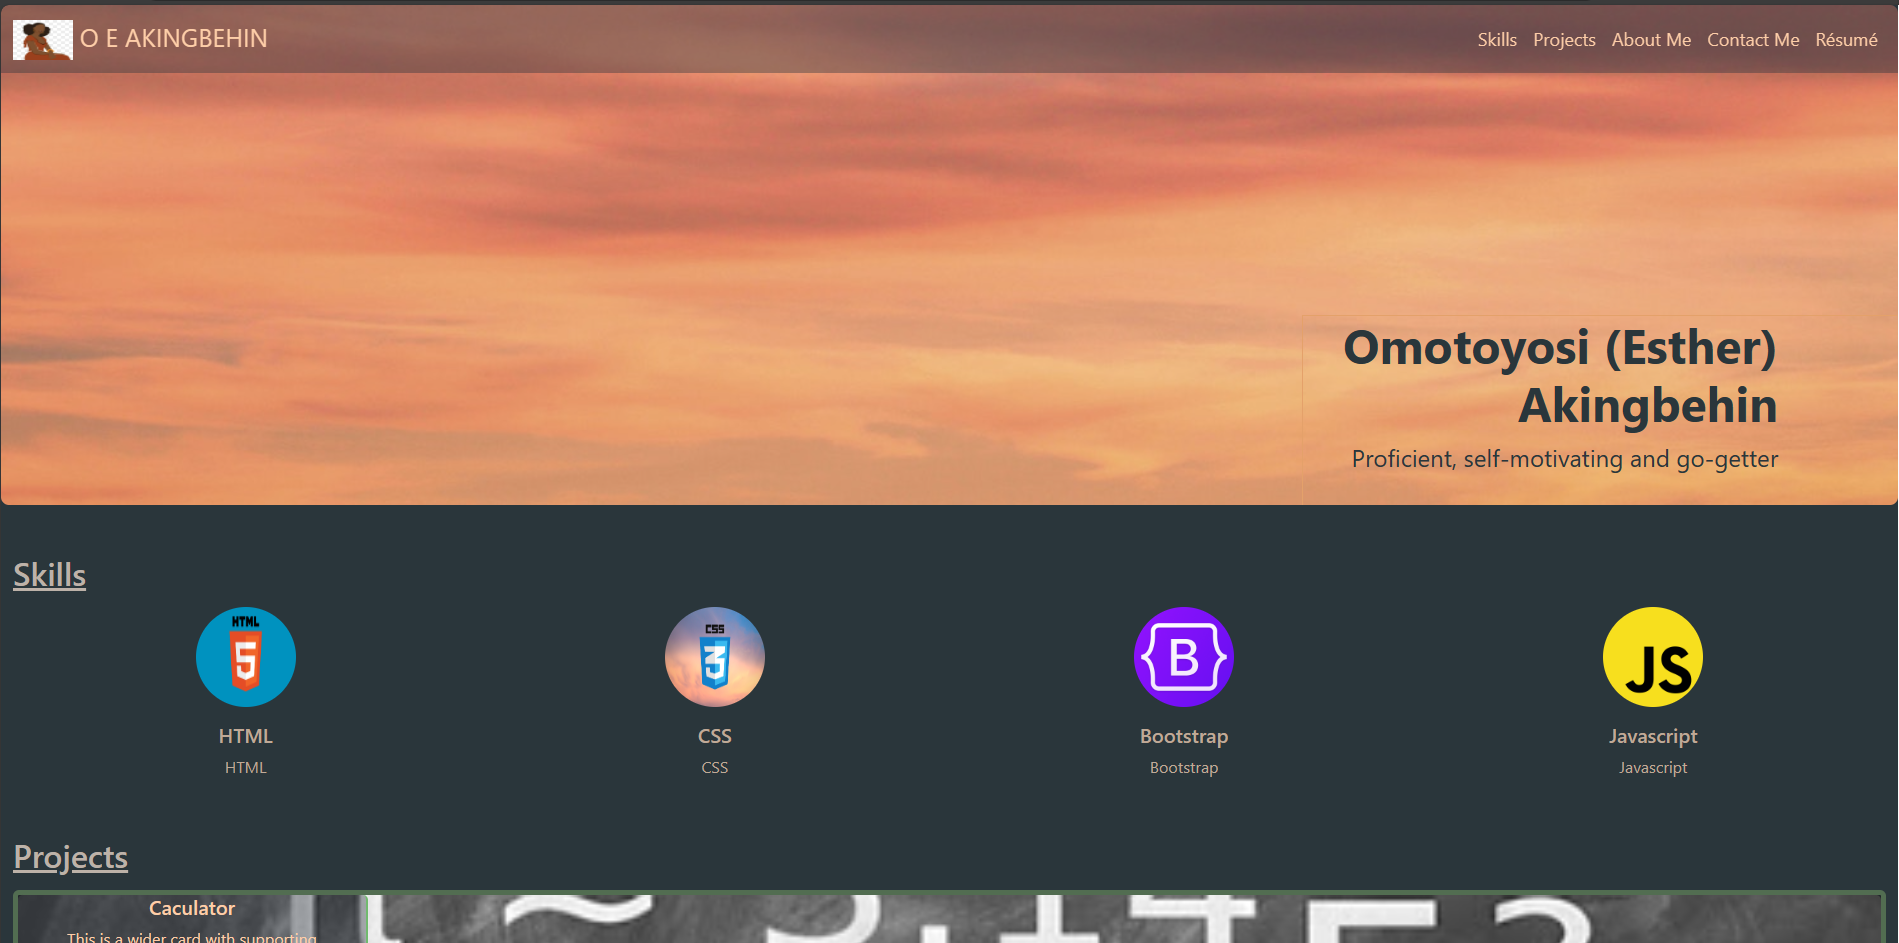 O E AKINGBEHIN
Skills Projects About Me Contact Me Résumé
Omotoyosi (Esther)
Akingbehin
Proficient, self-motivating and go-getter
Skills
HTML
5
CSS
3
B
JS
HTML
CSS
Bootstrap
Javascript
HTML
CSS
Bootstrap
Javascript
Projects
Caculator
This is a wider card with supporting